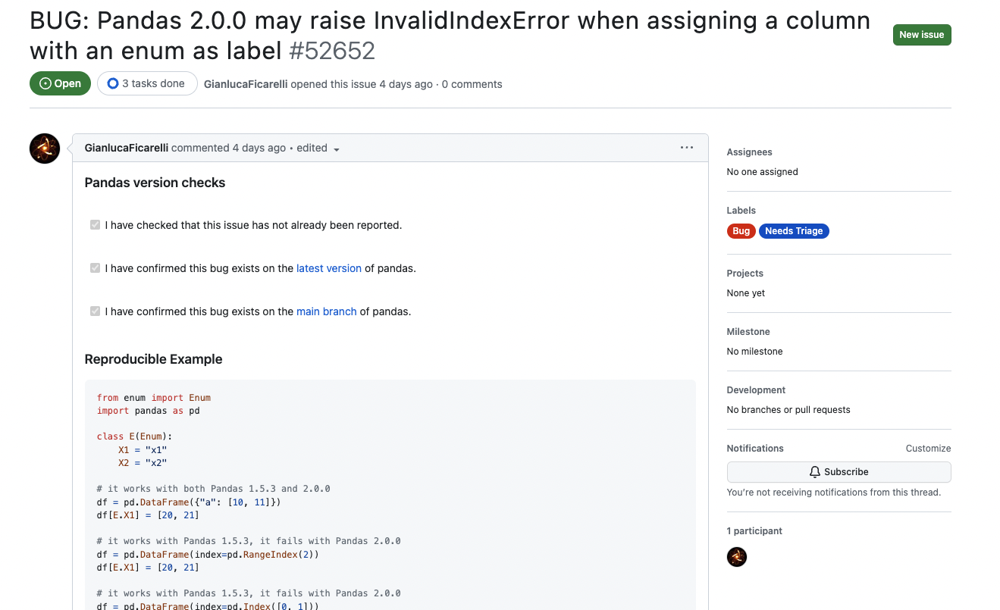 BUG: Pandas 2.0.0 may raise InvalidIndexError when assigning a column
with an enum as label #52652
New issue
Open
3 tasks done
GianlucaFicarelli opened this issue 4 days ago · 0 comments
GianlucaFicarelli commented 4 days ago • edited
Pandas version checks
I have checked that this issue has not already been reported.
I have confirmed this bug exists on the latest version of pandas.
I have confirmed this bug exists on the main branch of pandas.
Reproducible Example
from enum import Enum
import pandas as pd
class E(Enum):
    X1 = "x1"
    X2 = "x2"
# it works with both Pandas 1.5.3 and 2.0.0
df = pd.DataFrame({"a": [10, 11]})
df[E.X1] = [20, 21]
# it works with Pandas 1.5.3, it fails with Pandas 2.0.0
df = pd.DataFrame(index=pd.RangeIndex(2))
df[E.X1] = [20, 21]
# it works with Pandas 1.5.3, it fails with Pandas 2.0.0
df = pd.DataFrame(index=pd.Index([0, 1]))
Assignees
No one assigned
Labels
Bug
Needs Triage
Projects
None yet
Milestone
No milestone
Development
No branches or pull requests
Notifications
Customize
Subscribe
You're not receiving notifications from this thread.
1 participant